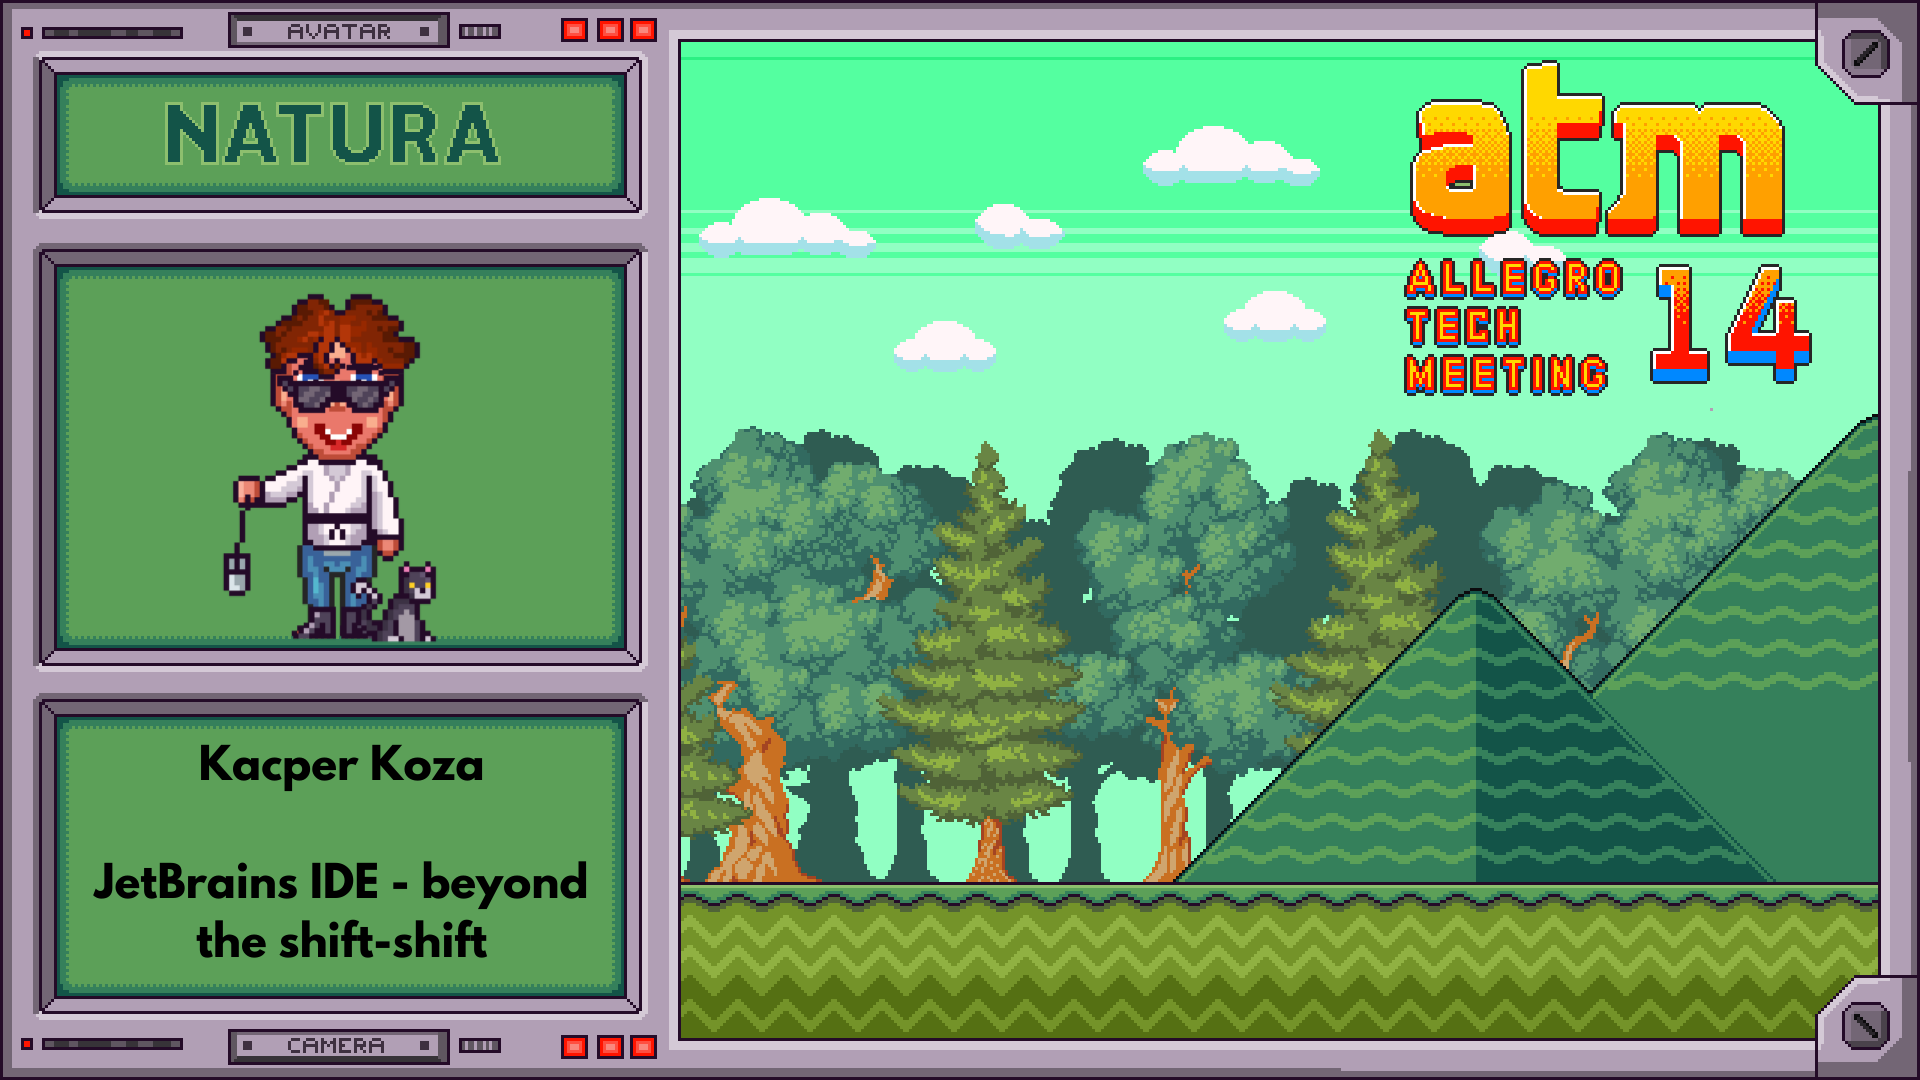 AVATAR
NATURA
Kacper Koza
JetBrains IDE - beyond
the shift-shift
CAMERA
atm
ALLEGRO
TECH
MEETING
14